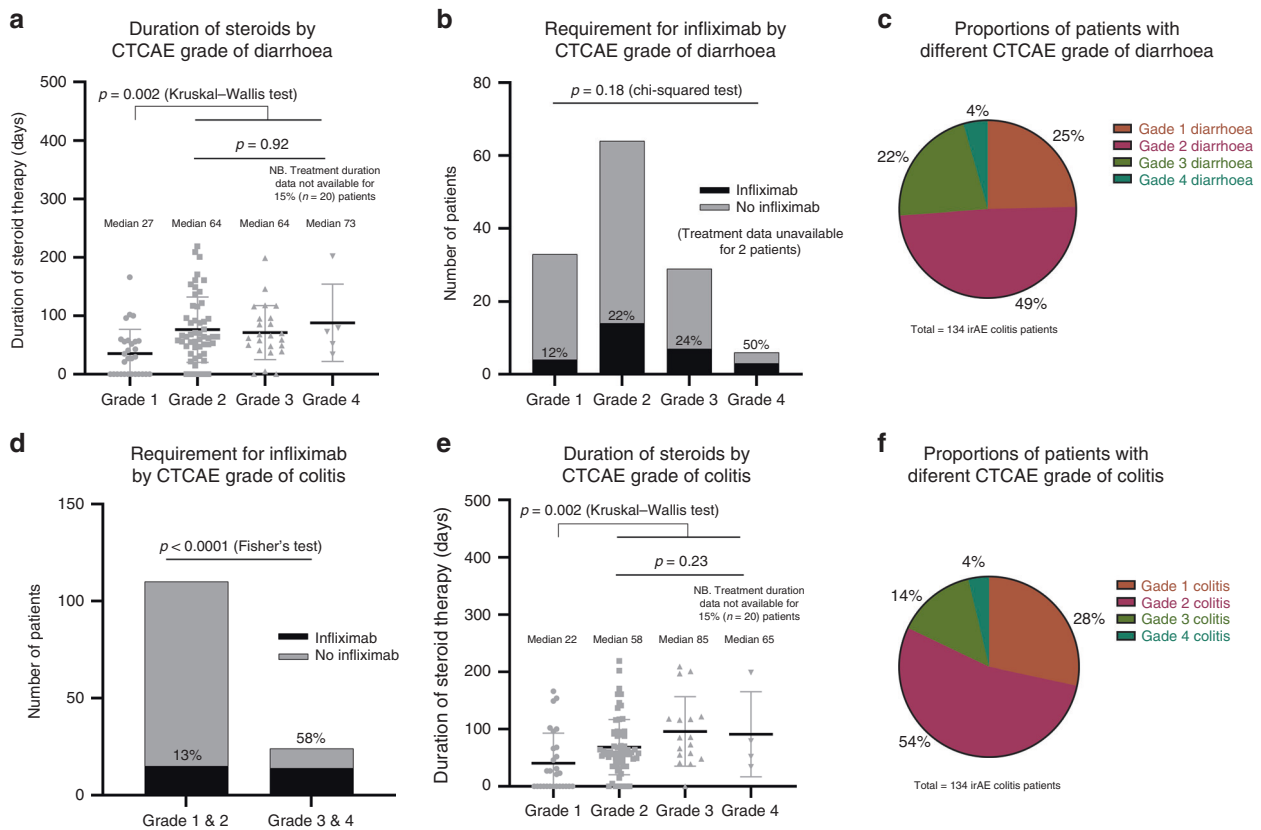 a
Duration of steroids by
CTCAE grade of diarrhoea
Duration of steroid therapy (days)
500
400
300
200
100
0
p = 0.002 (Kruskal–Wallis test)
p = 0.92
NB. Treatment duration
data not available for
15% (n = 20) patients
Median 27
Median 64
Median 64
Median 73
Grade 1
Grade 2
Grade 3
Grade 4
b
Requirement for infliximab by
CTCAE grade of diarrhoea
Number of patients
80
60
40
20
0
p = 0.18 (chi-squared test)
Infliximab
No infliximab
(Treatment data unavailable
for 2 patients)
12%
22%
24%
50%
Grade 1
Grade 2
Grade 3
Grade 4
c
Proportions of patients with
different CTCAE grade of diarrhoea
4%
25%
22%
49%
Gade 1 diarrhoea
Gade 2 diarrhoea
Gade 3 diarrhoea
Gade 4 diarrhoea
Total = 134 irAE colitis patients
d
Requirement for infliximab
by CTCAE grade of colitis
Number of patients
150
100
50
0
p < 0.0001 (Fisher's test)
Infliximab
No infliximab
13%
58%
Grade 1 & 2
Grade 3 & 4
e
Duration of steroids by
CTCAE grade of colitis
Duration of steroid therapy (days)
500
400
300
200
100
0
p = 0.002 (Kruskal–Wallis test)
p = 0.23
NB. Treatment duration
data not available for
15% (n = 20) patients
Median 22
Median 58
Median 85
Median 65
Grade 1
Grade 2
Grade 3
Grade 4
f
Proportions of patients with
diferent CTCAE grade of colitis
4%
14%
28%
54%
Gade 1 colitis
Gade 2 colitis
Gade 3 colitis
Gade 4 colitis
Total = 134 irAE colitis patients